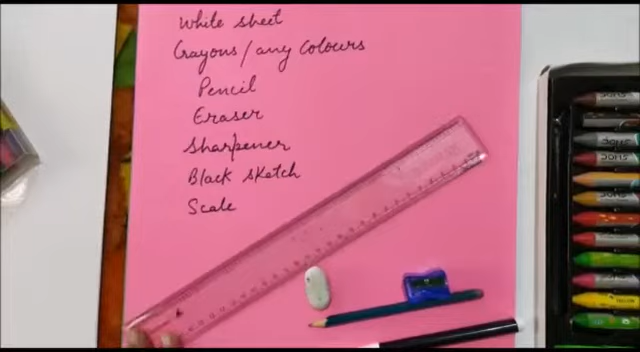 White sheet
Crayons/any Colours
Pencil
Eraser
Sharpener
Black sketch
Scale